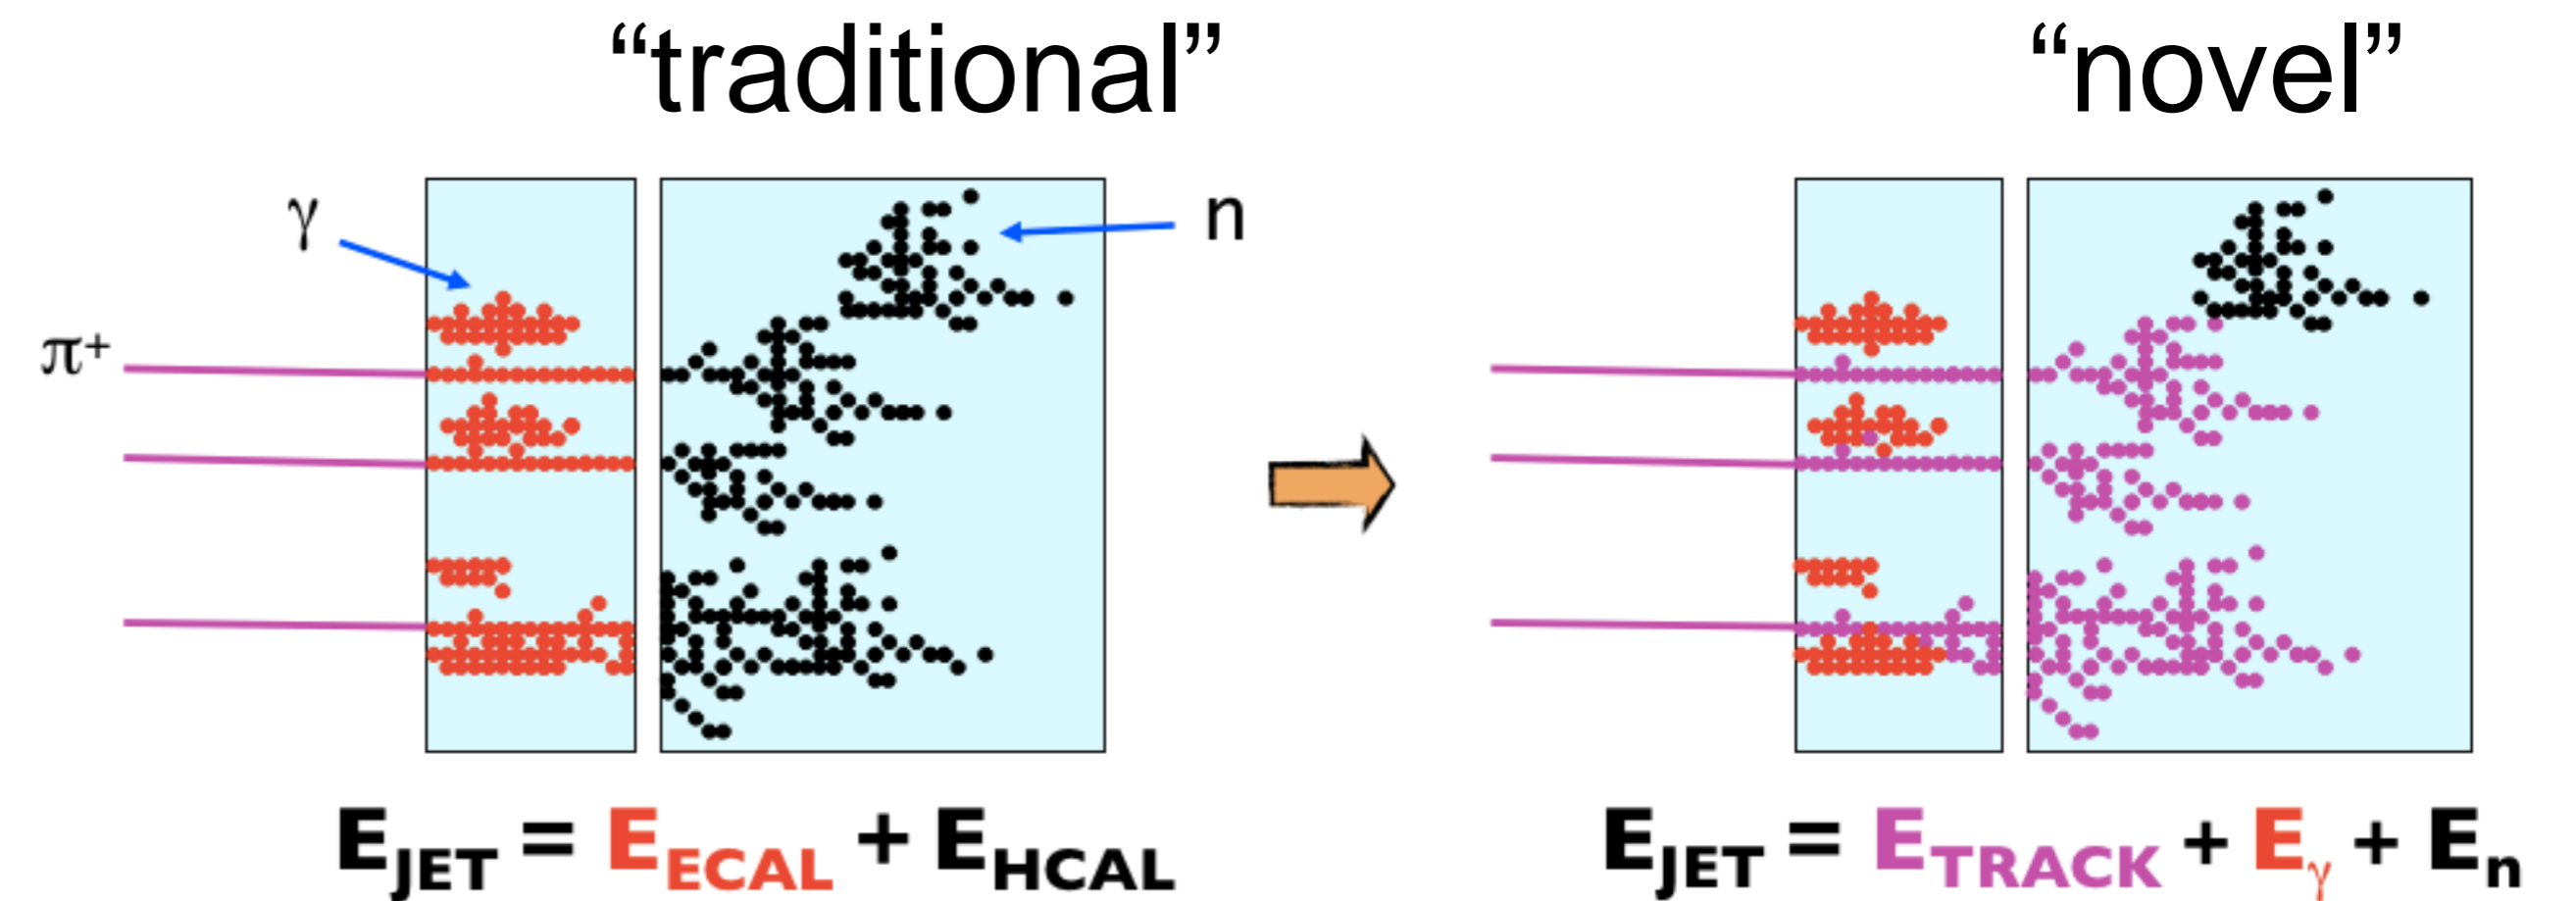 “traditional”
“novel”
γ
n
π+
E_JET = E_ECAL + E_HCAL
E_JET = E_TRACK + E_γ + E_n